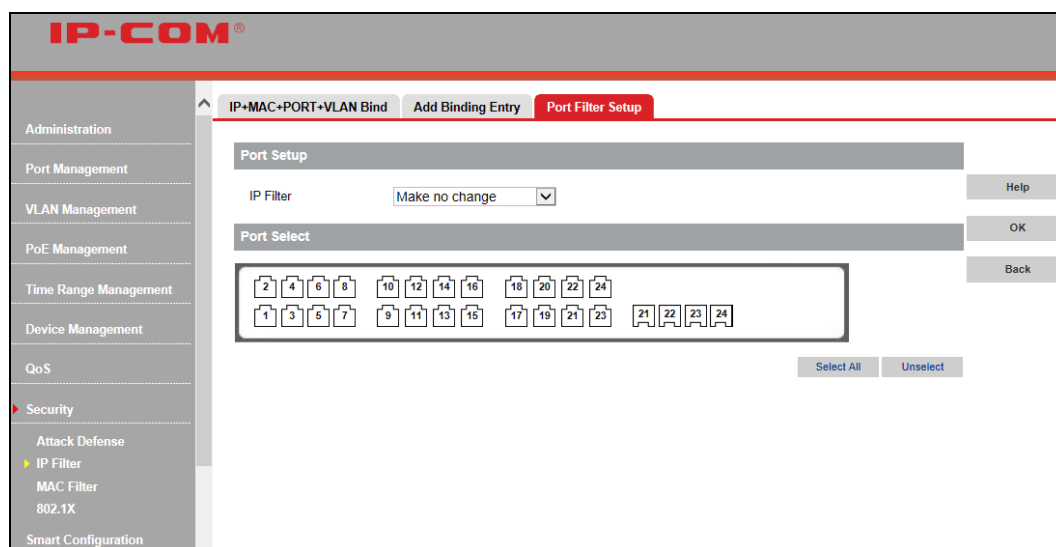 IP-COM®
IP+MAC+PORT+VLAN Bind Add Binding Entry Port Filter Setup
Administration
Port Management
VLAN Management
PoE Management
Time Range Management
Device Management
QoS
Security
Attack Defense
IP Filter
MAC Filter
802.1X
Smart Configuration
Port Setup
IP Filter Make no change
Port Select
2 4 6 8 10 12 14 16 18 20 22 24
1 3 5 7 9 11 13 15 17 19 21 23 21 22 23 24
Select All Unselect
Help
OK
Back